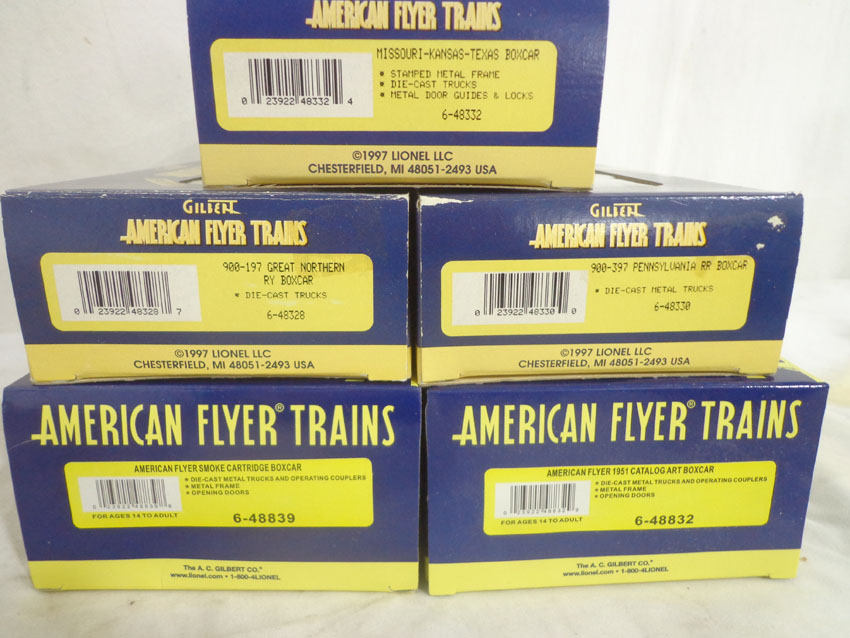 AMERICAN FLYER TRAINS
MISSOURI-KANSAS-TEXAS BOXCAR
* STAMPED METAL FRAME
* DIE-CAST TRUCKS
* METAL DOOR GUIDES & LOCKS
0 23922 48332 4
6-48332
©1997 LIONEL LLC
CHESTERFIELD, MI 48051-2493 USA
GILBERT
AMERICAN FLYER TRAINS
900-197 GREAT NORTHERN
RY BOXCAR
* DIE-CAST TRUCKS
0 23922 48328 7
6-48328
©1997 LIONEL LLC
CHESTERFIELD, MI 48051-2493 USA
GILBERT
AMERICAN FLYER TRAINS
900-397 PENNSYLVANIA RR BOXCAR
* DIE-CAST METAL TRUCKS
0 23922 48330 0
6-48330
©1997 LIONEL LLC
CHESTERFIELD, MI 48051-2493 USA
AMERICAN FLYER® TRAINS
AMERICAN FLYER SMOKE CARTRIDGE BOXCAR
* DIE-CAST METAL TRUCKS AND OPERATING COUPLERS
* METAL FRAME
* OPENING DOORS
FOR AGES 14 TO ADULT
6-48839
The A. C. GILBERT CO.®
www.lionel.com • 1-800-4LIONEL
AMERICAN FLYER® TRAINS
AMERICAN FLYER 1951 CATALOG ART BOXCAR
* DIE-CAST METAL TRUCKS AND OPERATING COUPLERS
* METAL FRAME
* OPENING DOORS
FOR AGES 14 TO ADULT
6-48832
The A. C. GILBERT CO.®
www.lionel.com • 1-800-4LIONEL